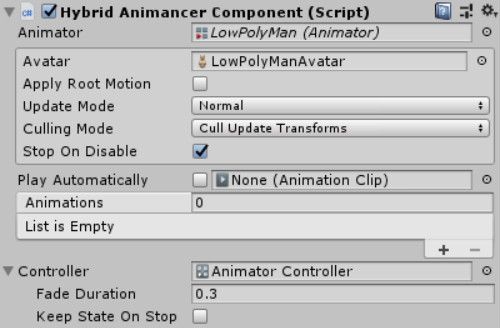 Hybrid Animancer Component (Script)
Animator LowPolyMan (Animator)
Avatar LowPolyManAvatar
Apply Root Motion
Update Mode Normal
Culling Mode Cull Update Transforms
Stop On Disable
Play Automatically None (Animation Clip)
Animations 0
List is Empty
Controller Animator Controller
Fade Duration 0.3
Keep State On Stop